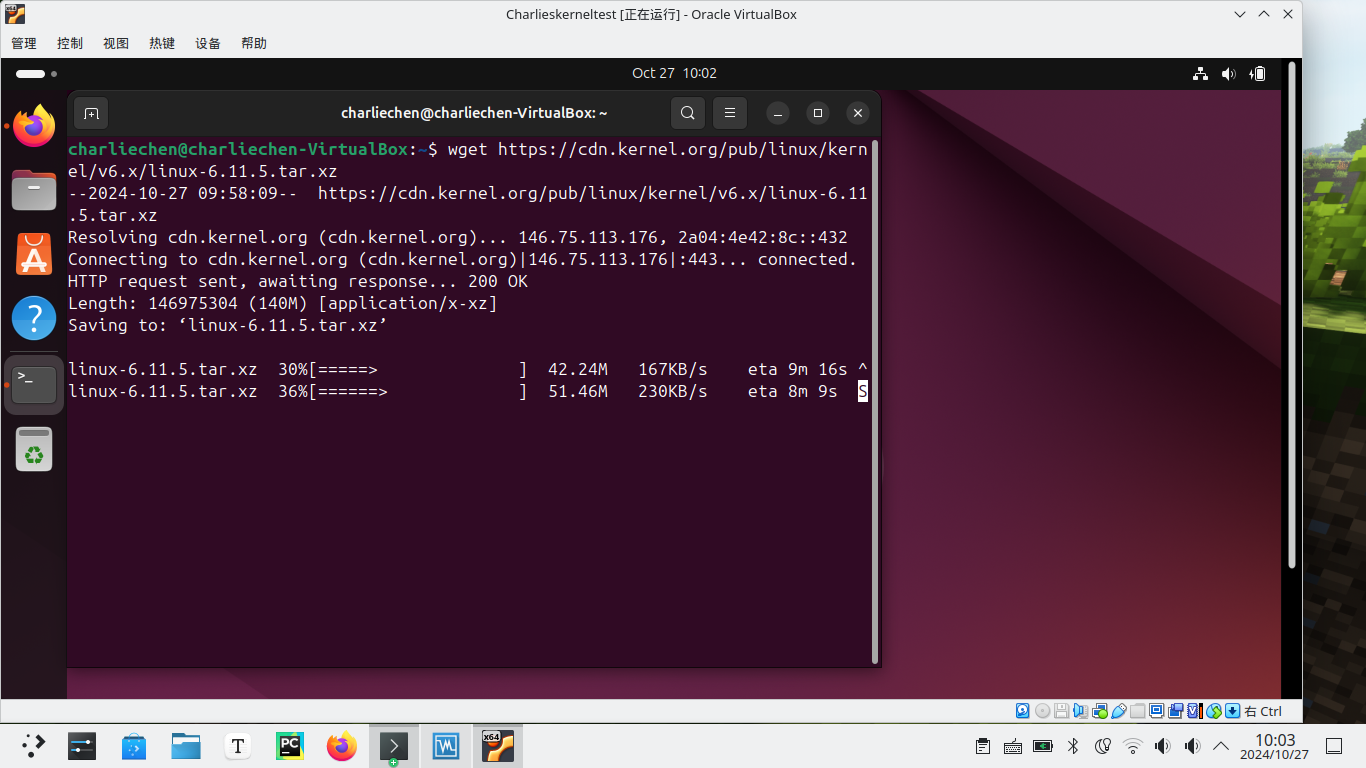 Charlieskerneltest [正在运行] - Oracle VirtualBox
管理 控制 视图 热键 设备 帮助
Oct 27 10:02
charliechen@charliechen-VirtualBox: ~
charliechen@charliechen-VirtualBox:~$ wget https://cdn.kernel.org/pub/linux/kern
el/v6.x/linux-6.11.5.tar.xz
--2024-10-27 09:58:09-- https://cdn.kernel.org/pub/linux/kernel/v6.x/linux-6.11
.5.tar.xz
Resolving cdn.kernel.org (cdn.kernel.org)... 146.75.113.176, 2a04:4e42:8c::432
Connecting to cdn.kernel.org (cdn.kernel.org)|146.75.113.176|:443... connected.
HTTP request sent, awaiting response... 200 OK
Length: 146975304 (140M) [application/x-xz]
Saving to: ‘linux-6.11.5.tar.xz’
linux-6.11.5.tar.xz 30%[=====> ] 42.24M 167KB/s eta 9m 16s ^
linux-6.11.5.tar.xz 36%[======> ] 51.46M 230KB/s eta 8m 9s S
右 Ctrl
T
PC
x64
10:03
2024/10/27